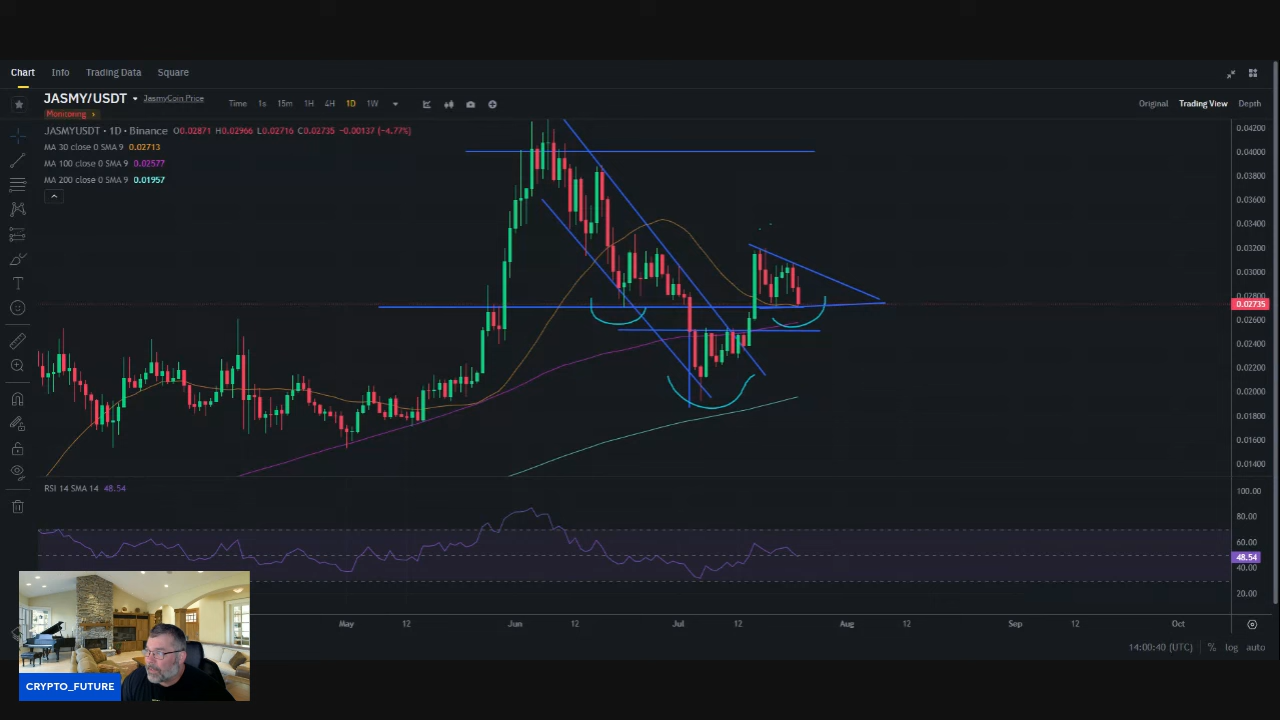 Chart Info Trading Data Square
JASMY/USDT JasmyCoin Price Time 1s 15m 1H 4H 1D 1W Original Trading View Depth
Monitoring
JASMYUSDT · 1D · Binance O0.02871 H0.02966 L0.02716 C0.02735 −0.00137 (−4.77%)
MA 30 close 0 SMA 9 0.02713
MA 100 close 0 SMA 9 0.02577
MA 200 close 0 SMA 9 0.01957
0.04200
0.04000
0.03800
0.03600
0.03400
0.03200
0.03000
0.02800
0.02735
0.02600
0.02400
0.02200
0.02000
0.01800
0.01600
0.01400
RSI 14 SMA 14 48.54
100.00
80.00
60.00
48.54
40.00
20.00
May 12 Jun 12 Jul 12 Aug 12 Sep 12 Oct
14:00:40 (UTC) % log auto
CRYPTO_FUTURE